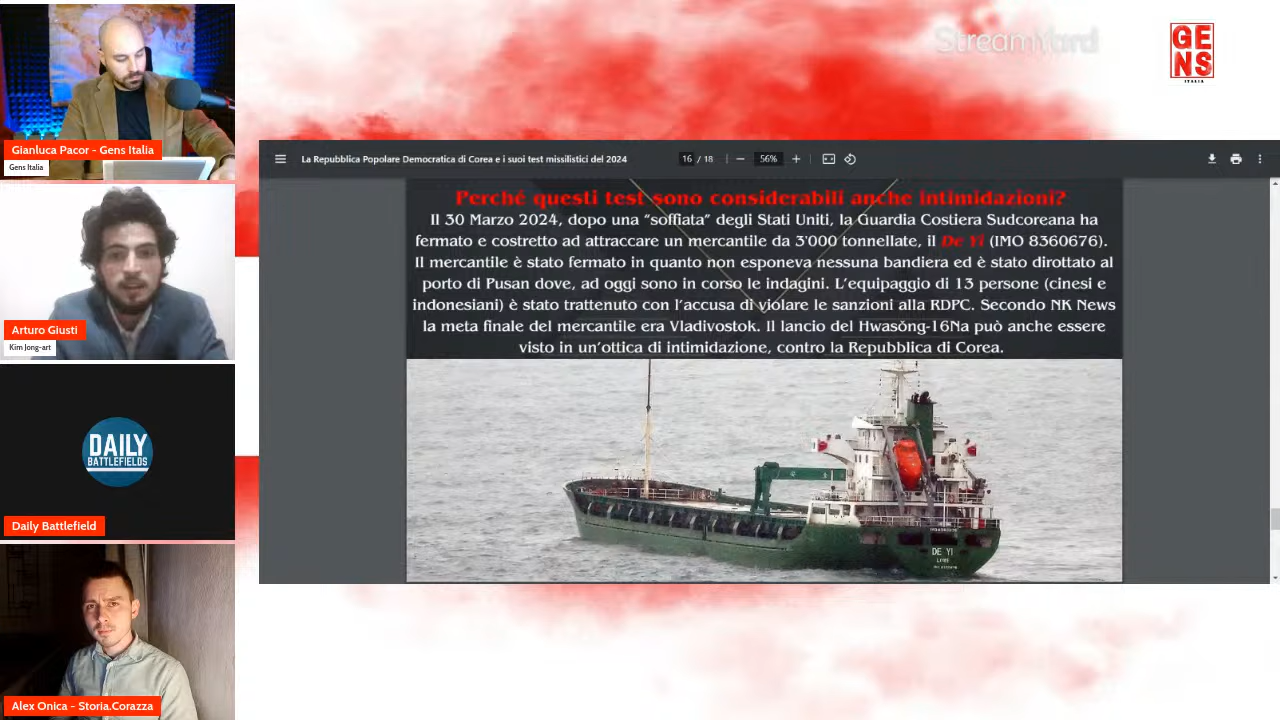 StreamYard
GE
NS
ITALIA
Gianluca Pacor - Gens Italia
Gens Italia
Arturo Giusti
Kim Jong-art
DAILY
BATTLEFIELDS
Daily Battlefield
Alex Onica - Storia.Corazza
La Repubblica Popolare Democratica di Corea e i suoi test missilistici del 2024
16 / 18
56%
Perché questi test sono considerabili anche intimidazioni?
Il 30 Marzo 2024, dopo una "soffiata" degli Stati Uniti, la Guardia Costiera Sudcoreana ha
fermato e costretto ad attraccare un mercantile da 3'000 tonnellate, il De Yi (IMO 8360676).
Il mercantile è stato fermato in quanto non esponeva nessuna bandiera ed è stato dirottato al
porto di Pusan dove, ad oggi sono in corso le indagini. L'equipaggio di 13 persone (cinesi e
indonesiani) è stato trattenuto con l'accusa di violare le sanzioni alla RDPC. Secondo NK News
la meta finale del mercantile era Vladivostok. Il lancio del Hwasŏng-16Na può anche essere
visto in un'ottica di intimidazione, contro la Repubblica di Corea.
DE YI